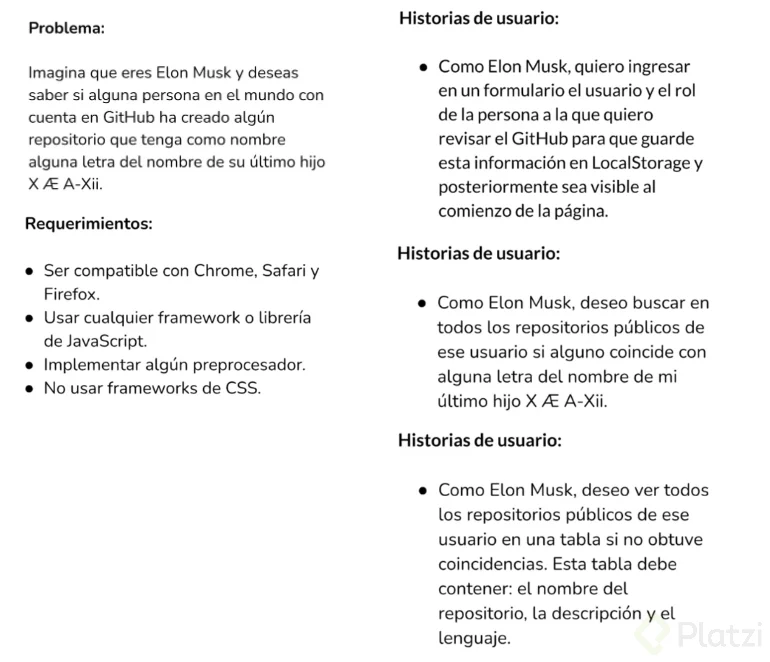 Problema:
Imagina que eres Elon Musk y deseas
saber si alguna persona en el mundo con
cuenta en GitHub ha creado algún
repositorio que tenga como nombre
alguna letra del nombre de su último hijo
X Æ A-Xii.
Requerimientos:
● Ser compatible con Chrome, Safari y
Firefox.
● Usar cualquier framework o librería
de JavaScript.
● Implementar algún preprocesador.
● No usar frameworks de CSS.
Historias de usuario:
● Como Elon Musk, quiero ingresar
en un formulario el usuario y el rol
de la persona a la que quiero
revisar el GitHub para que guarde
esta información en LocalStorage y
posteriormente sea visible al
comienzo de la página.
Historias de usuario:
● Como Elon Musk, deseo buscar en
todos los repositorios públicos de
ese usuario si alguno coincide con
alguna letra del nombre de mi
último hijo X Æ A-Xii.
Historias de usuario:
● Como Elon Musk, deseo ver todos
los repositorios públicos de ese
usuario en una tabla si no obtuve
coincidencias. Esta tabla debe
contener: el nombre del
repositorio, la descripción y el
lenguaje.
Platzi